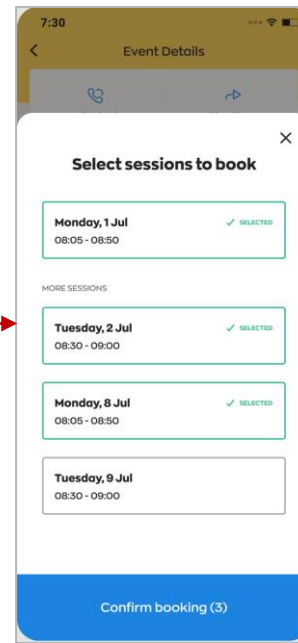 7:30
Event Details
Select sessions to book
Monday, 1 Jul
✓ SELECTED
08:05 - 08:50
MORE SESSIONS
Tuesday, 2 Jul
✓ SELECTED
08:30 - 09:00
Monday, 8 Jul
✓ SELECTED
08:05 - 08:50
Tuesday, 9 Jul
08:30 - 09:00
Confirm booking (3)